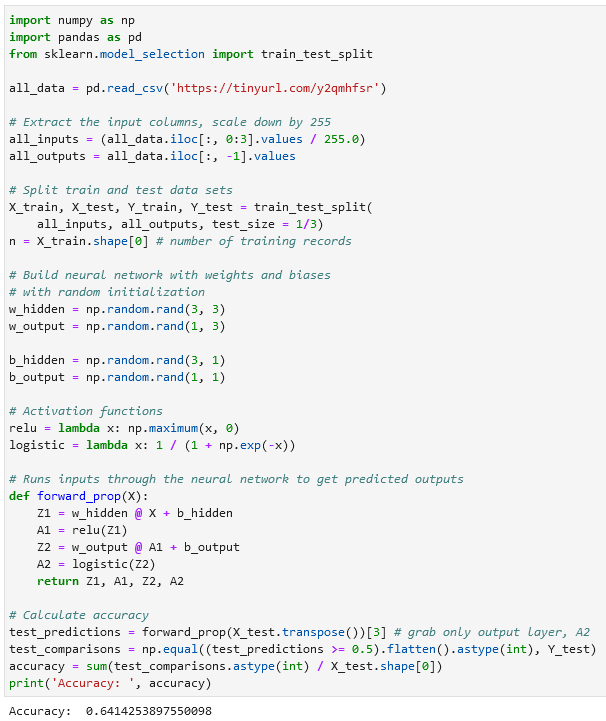 import numpy as np
import pandas as pd
from sklearn.model_selection import train_test_split

all_data = pd.read_csv('https://tinyurl.com/y2qmhfsr')

# Extract the input columns, scale down by 255
all_inputs = (all_data.iloc[:, 0:3].values / 255.0)
all_outputs = all_data.iloc[:, -1].values

# Split train and test data sets
X_train, X_test, Y_train, Y_test = train_test_split(
    all_inputs, all_outputs, test_size = 1/3)
n = X_train.shape[0] # number of training records

# Build neural network with weights and biases
# with random initialization
w_hidden = np.random.rand(3, 3)
w_output = np.random.rand(1, 3)

b_hidden = np.random.rand(3, 1)
b_output = np.random.rand(1, 1)

# Activation functions
relu = lambda x: np.maximum(x, 0)
logistic = lambda x: 1 / (1 + np.exp(-x))

# Runs inputs through the neural network to get predicted outputs
def forward_prop(X):
    Z1 = w_hidden @ X + b_hidden
    A1 = relu(Z1)
    Z2 = w_output @ A1 + b_output
    A2 = logistic(Z2)
    return Z1, A1, Z2, A2

# Calculate accuracy
test_predictions = forward_prop(X_test.transpose())[3] # grab only output layer, A2
test_comparisons = np.equal((test_predictions >= 0.5).flatten().astype(int), Y_test)
accuracy = sum(test_comparisons.astype(int) / X_test.shape[0])
print('Accuracy: ', accuracy)
Accuracy:  0.6414253897550098